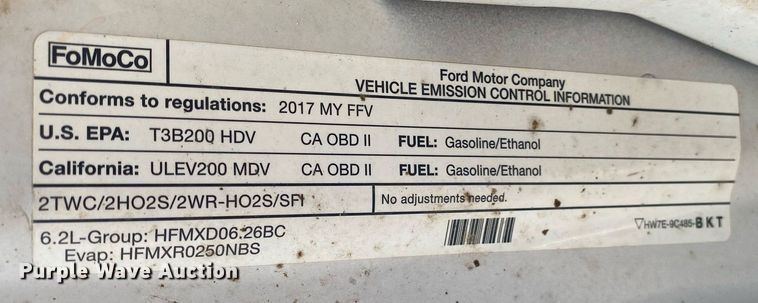 FoMoCo
Ford Motor Company
VEHICLE EMISSION CONTROL INFORMATION
Conforms to regulations: 2017 MY FFV
U.S. EPA: T3B200 HDV CA OBD II FUEL: Gasoline/Ethanol
California: ULEV200 MDV CA OBD II FUEL: Gasoline/Ethanol
2TWC/2HO2S/2WR-HO2S/SFI No adjustments needed.
6.2L-Group: HFMXD06.26BC
▽HW7E-9C485-BKT
Evap: HFMXR0250NBS
Purple Wave Auction